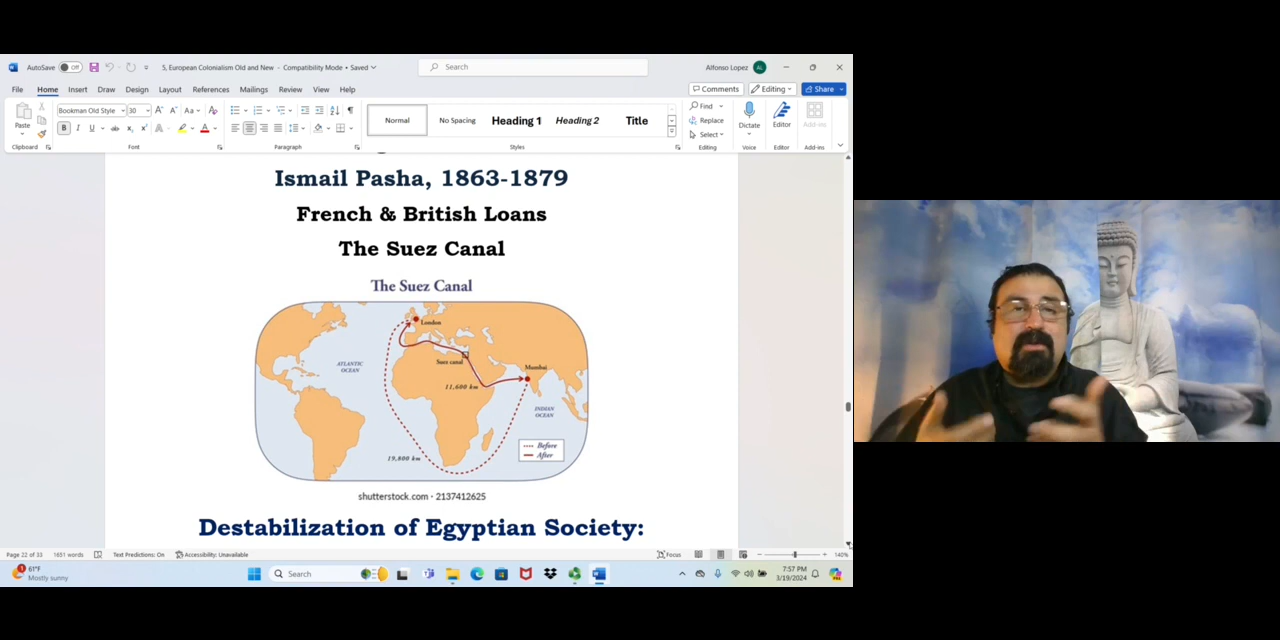 AutoSave Off 5, European Colonialism Old and New - Compatibility Mode • Saved Search Alfonso Lopez AL
File Home Insert Draw Design Layout References Mailings Review View Help Comments Editing Share
Paste Bookman Old Style 30 Normal No Spacing Heading 1 Heading 2 Title Find Replace Select Dictate Editor Add-ins
Clipboard Font Paragraph Styles Editing Voice Editor Add-ins
Ismail Pasha, 1863-1879
French & British Loans
The Suez Canal
The Suez Canal
London
ATLANTIC
OCEAN
Suez canal
Mumbai
11,600 km
INDIAN
OCEAN
Before
After
19,800 km
shutterstock.com · 2137412625
Destabilization of Egyptian Society:
Page 22 of 33 1651 words Text Predictions: On Accessibility: Unavailable Focus 140%
1 61°F
Mostly sunny
Search
7:57 PM
3/19/2024